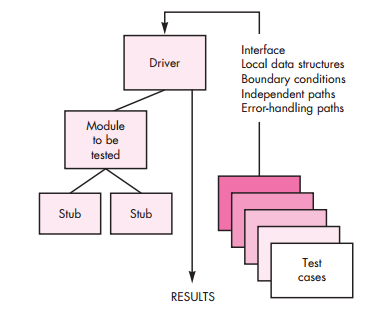 Driver
Interface
Local data structures
Boundary conditions
Independent paths
Error-handling paths
Module
to be
tested
Stub
Stub
Test
cases
RESULTS